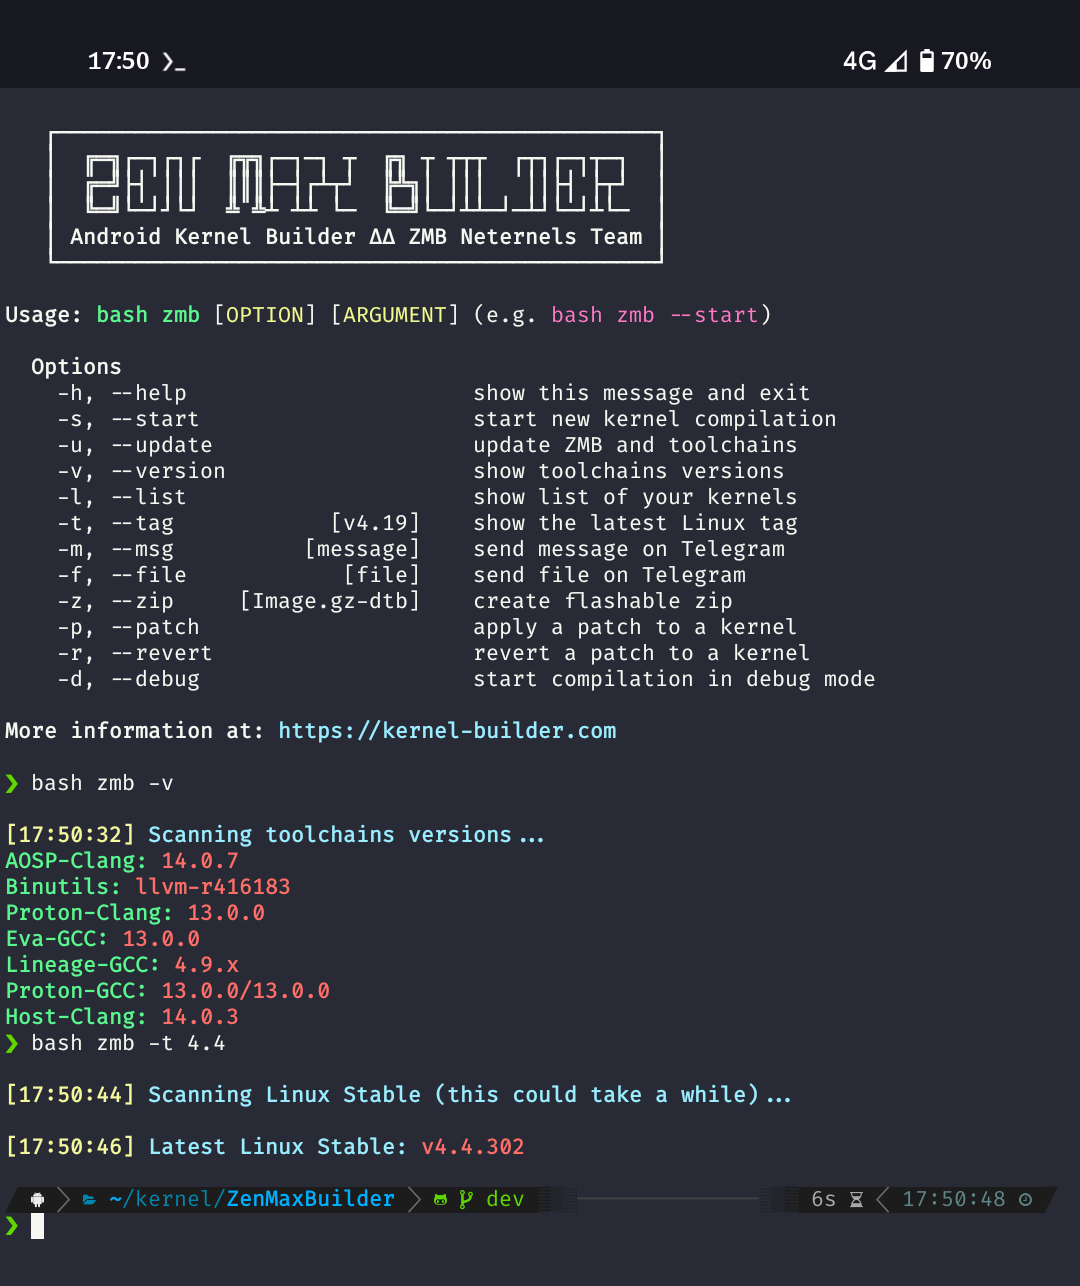 17:50 ❯_ 4G 70%
Android Kernel Builder ∆∆ ZMB Neternels Team
Usage: bash zmb [OPTION] [ARGUMENT] (e.g. bash zmb --start)
Options
-h, --help show this message and exit
-s, --start start new kernel compilation
-u, --update update ZMB and toolchains
-v, --version show toolchains versions
-l, --list show list of your kernels
-t, --tag [v4.19] show the latest Linux tag
-m, --msg [message] send message on Telegram
-f, --file [file] send file on Telegram
-z, --zip [Image.gz-dtb] create flashable zip
-p, --patch apply a patch to a kernel
-r, --revert revert a patch to a kernel
-d, --debug start compilation in debug mode
More information at: https://kernel-builder.com
❯ bash zmb -v
[17:50:32] Scanning toolchains versions...
AOSP-Clang: 14.0.7
Binutils: llvm-r416183
Proton-Clang: 13.0.0
Eva-GCC: 13.0.0
Lineage-GCC: 4.9.x
Proton-GCC: 13.0.0/13.0.0
Host-Clang: 14.0.3
❯ bash zmb -t 4.4
[17:50:44] Scanning Linux Stable (this could take a while)...
[17:50:46] Latest Linux Stable: v4.4.302
~/kernel/ZenMaxBuilder dev 6s 17:50:48
❯